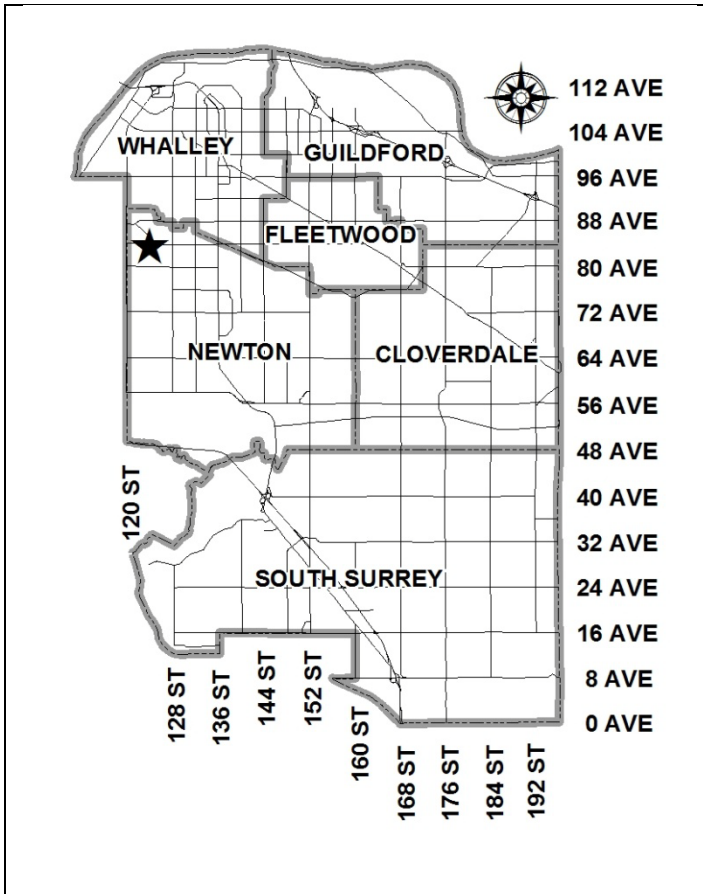 112 AVE
104 AVE
WHALLEY
GUILDFORD
96 AVE
88 AVE
FLEETWOOD
80 AVE
72 AVE
NEWTON
CLOVERDALE
64 AVE
56 AVE
48 AVE
120 ST
40 AVE
32 AVE
SOUTH SURREY
24 AVE
16 AVE
8 AVE
0 AVE
128 ST
136 ST
144 ST
152 ST
160 ST
168 ST
176 ST
184 ST
192 ST